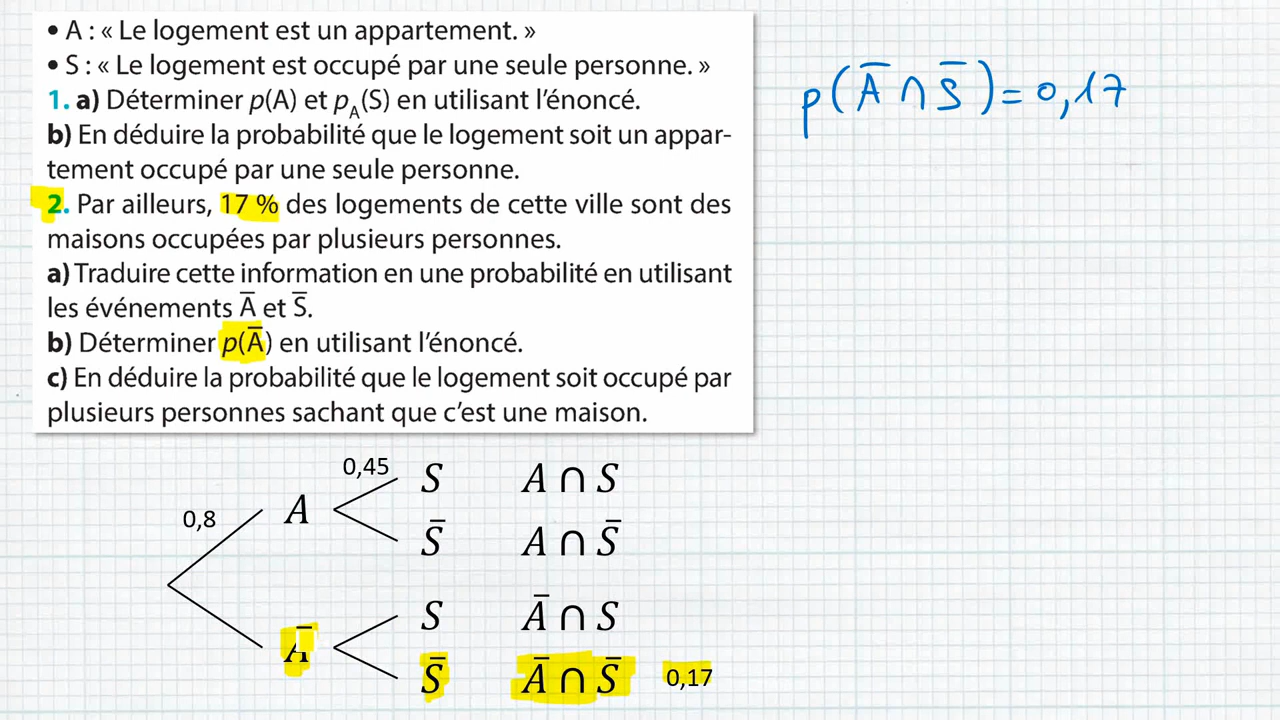 • A : « Le logement est un appartement. »
• S : « Le logement est occupé par une seule personne. »
1. a) Déterminer p(A) et p_A(S) en utilisant l'énoncé.
b) En déduire la probabilité que le logement soit un appar-
tement occupé par une seule personne.
2. Par ailleurs, 17 % des logements de cette ville sont des
maisons occupées par plusieurs personnes.
a) Traduire cette information en une probabilité en utilisant
les événements A̅ et S̅.
b) Déterminer p(A̅) en utilisant l'énoncé.
c) En déduire la probabilité que le logement soit occupé par
plusieurs personnes sachant que c'est une maison.
p(A̅ ∩ S̅) = 0,17
0,45 S A ∩ S
0,8 A
S̅ A ∩ S̅
S A̅ ∩ S
A̅
S̅ A̅ ∩ S̅ 0,17